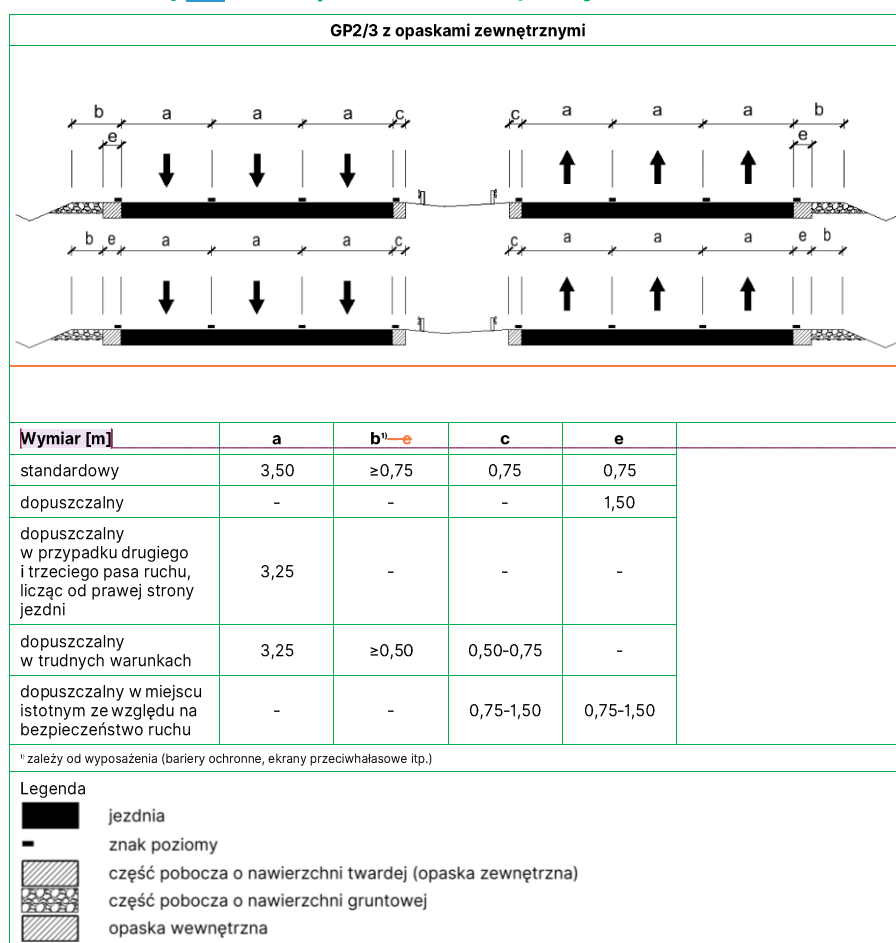 GP2/3 z opaskami zewnętrznymi
b a a a c c a a a b
e e
b e a a a c c a a a e b
Wymiar [m] a b¹⁾ e c e
standardowy 3,50 ≥0,75 0,75 0,75
dopuszczalny - - - 1,50
dopuszczalny
w przypadku drugiego
i trzeciego pasa ruchu,
licząc od prawej strony
jezdni
3,25 - - -
dopuszczalny
w trudnych warunkach
3,25 ≥0,50 0,50-0,75 -
dopuszczalny w miejscu
istotnym ze względu na
bezpieczeństwo ruchu
- - 0,75-1,50 0,75-1,50
¹⁾ zależy od wyposażenia (bariery ochronne, ekrany przeciwhałasowe itp.)
Legenda
jezdnia
znak poziomy
część pobocza o nawierzchni twardej (opaska zewnętrzna)
część pobocza o nawierzchni gruntowej
opaska wewnętrzna